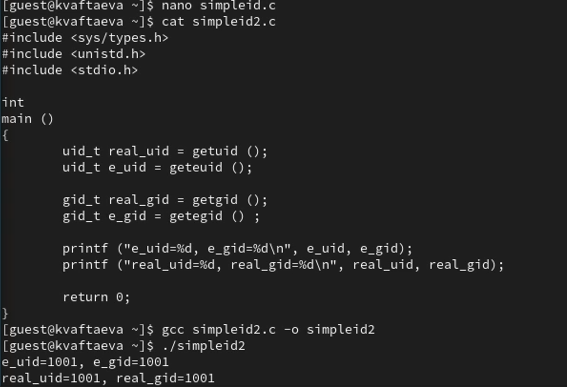 [guest@kvaftaeva ~]$ nano simpleid.c
[guest@kvaftaeva ~]$ cat simpleid2.c
#include <sys/types.h>
#include <unistd.h>
#include <stdio.h>

int
main ()
{
        uid_t real_uid = getuid ();
        uid_t e_uid = geteuid ();

        gid_t real_gid = getgid ();
        gid_t e_gid = getegid () ;

        printf ("e_uid=%d, e_gid=%d\n", e_uid, e_gid);
        printf ("real_uid=%d, real_gid=%d\n", real_uid, real_gid);

        return 0;
}
[guest@kvaftaeva ~]$ gcc simpleid2.c -o simpleid2
[guest@kvaftaeva ~]$ ./simpleid2
e_uid=1001, e_gid=1001
real_uid=1001, real_gid=1001